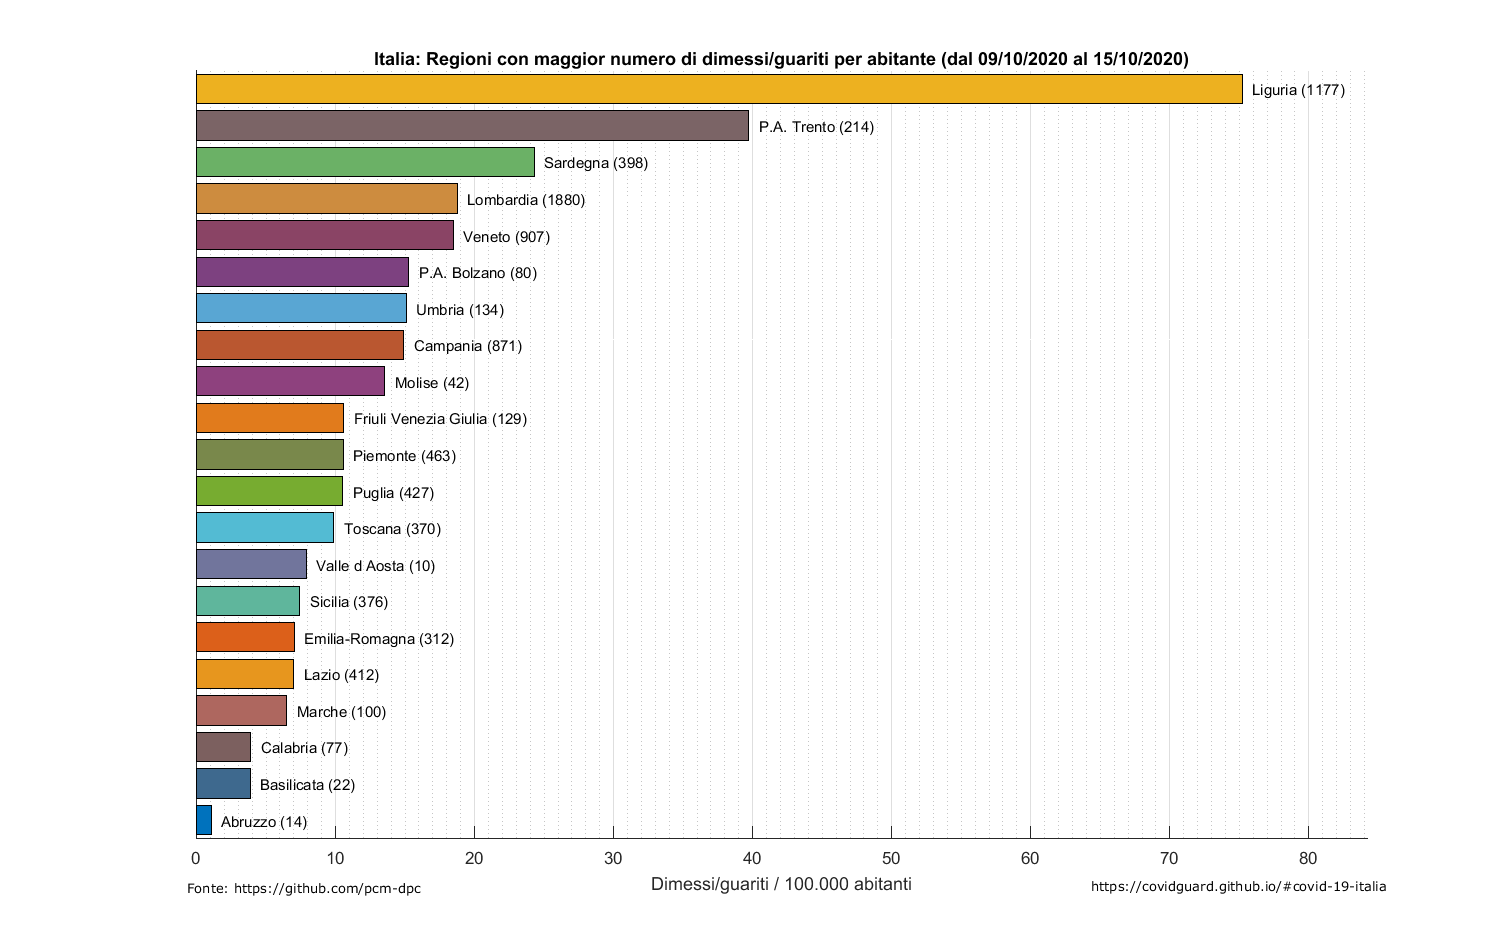 Italia: Regioni con maggior numero di dimessi/guariti per abitante (dal 09/10/2020 al 15/10/2020)
Liguria (1177)
P.A. Trento (214)
Sardegna (398)
Lombardia (1880)
Veneto (907)
P.A. Bolzano (80)
Umbria (134)
Campania (871)
Molise (42)
Friuli Venezia Giulia (129)
Piemonte (463)
Puglia (427)
Toscana (370)
Valle d Aosta (10)
Sicilia (376)
Emilia-Romagna (312)
Lazio (412)
Marche (100)
Calabria (77)
Basilicata (22)
Abruzzo (14)
0 10 20 30 40 50 60 70 80
Dimessi/guariti / 100.000 abitanti
Fonte: https://github.com/pcm-dpc
https://covidguard.github.io/#covid-19-italia